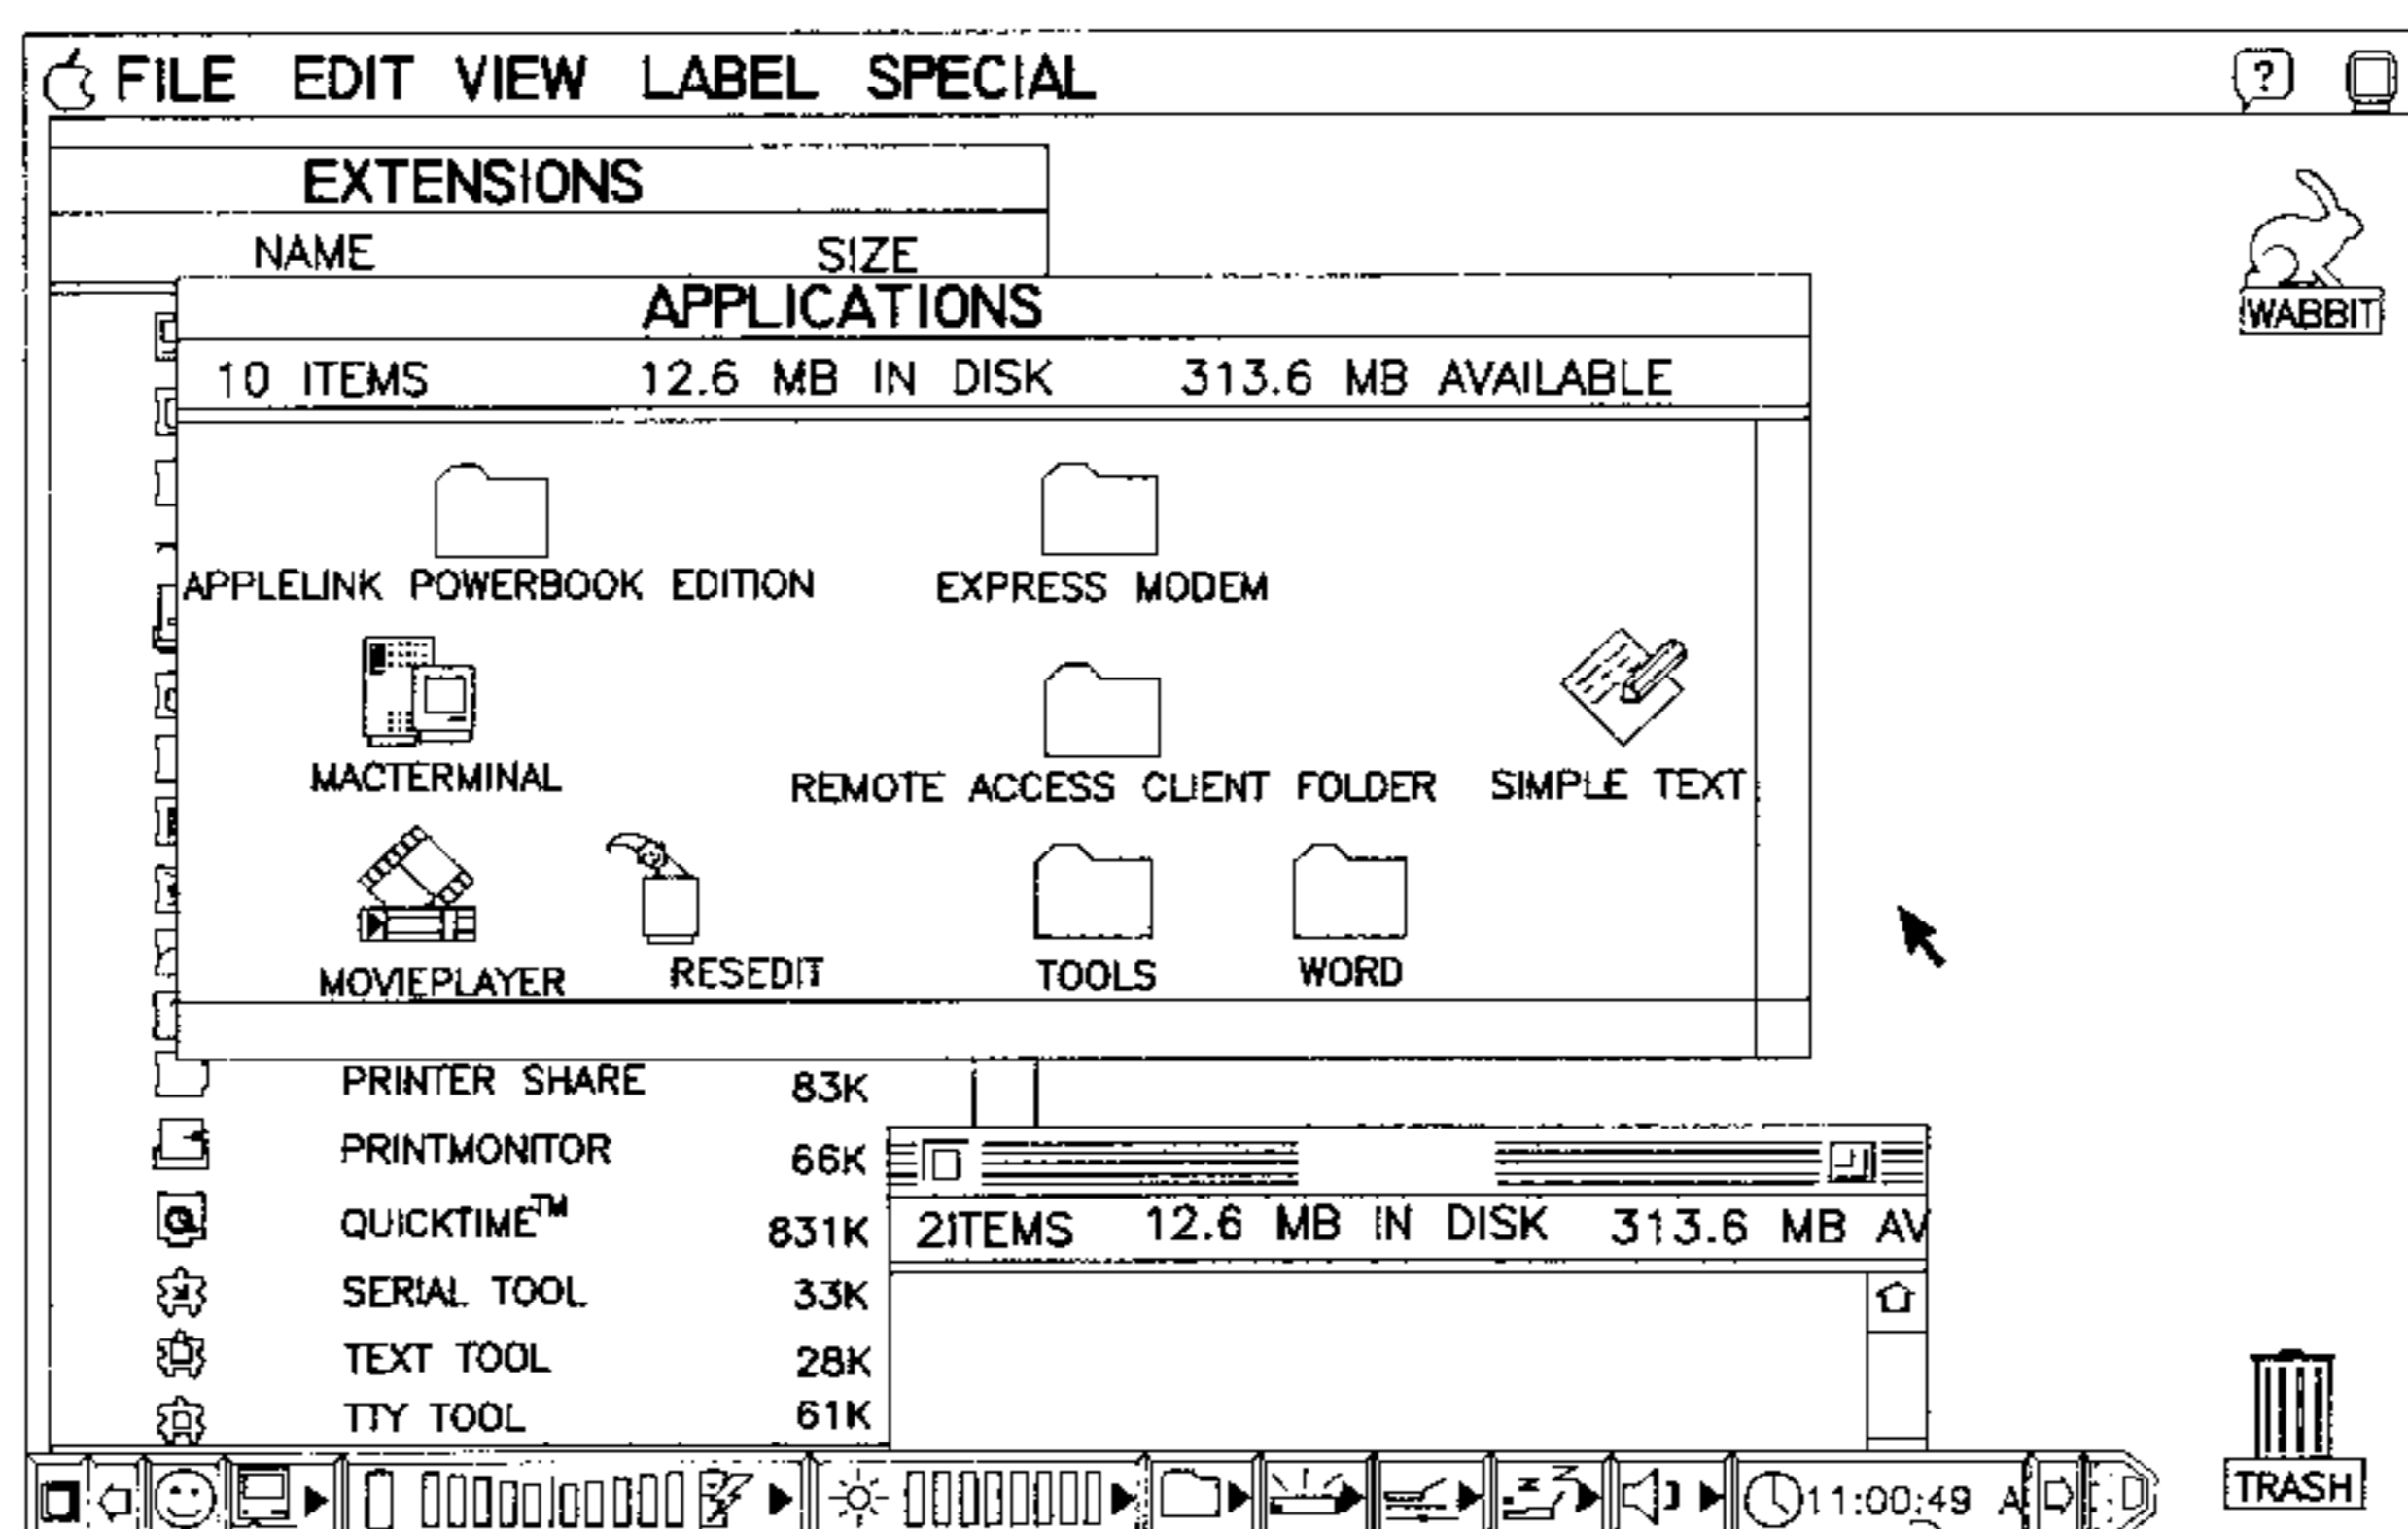 FILE EDIT VIEW LABEL SPECIAL ?
EXTENSIONS
NAME SIZE
WABBIT
APPLICATIONS
10 ITEMS 12.6 MB IN DISK 313.6 MB AVAILABLE
APPLELINK POWERBOOK EDITION EXPRESS MODEM
MACTERMINAL REMOTE ACCESS CLIENT FOLDER SIMPLE TEXT
MOVIEPLAYER RESEDIT TOOLS WORD
PRINTER SHARE 83K
PRINTMONITOR 66K
QUICKTIME™ 831K
SERIAL TOOL 33K
TEXT TOOL 28K
TTY TOOL 61K
2ITEMS 12.6 MB IN DISK 313.6 MB AV
TRASH
zzz 11:00:49 A